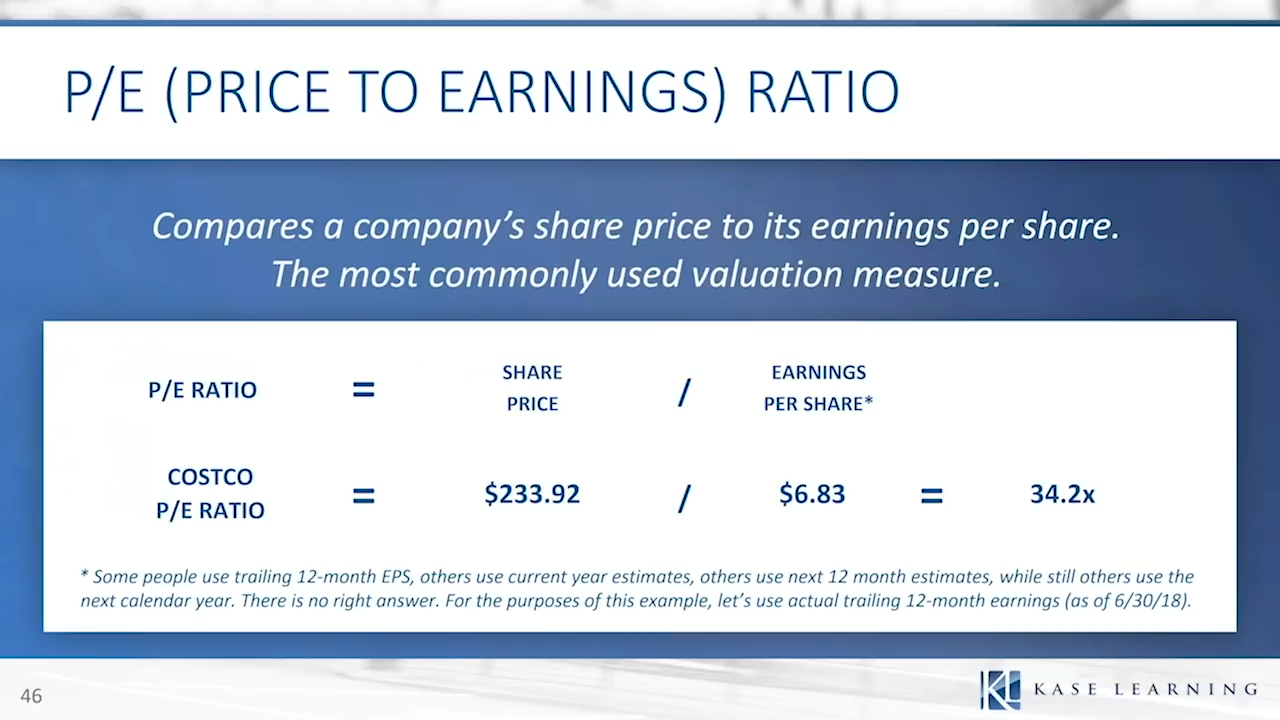 P/E (PRICE TO EARNINGS) RATIO
Compares a company’s share price to its earnings per share.
The most commonly used valuation measure.
P/E RATIO = SHARE PRICE / EARNINGS PER SHARE*
COSTCO P/E RATIO = $233.92 / $6.83 = 34.2x
* Some people use trailing 12-month EPS, others use current year estimates, others use next 12 month estimates, while still others use the
next calendar year. There is no right answer. For the purposes of this example, let’s use actual trailing 12-month earnings (as of 6/30/18).
46
KL KASE LEARNING